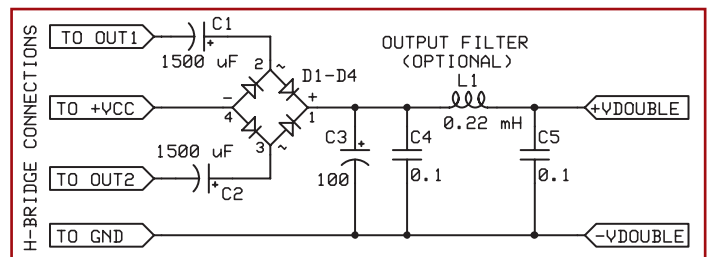 H-BRIDGE CONNECTIONS
TO OUT1
C1
+
1500 uF
OUTPUT FILTER
(OPTIONAL)
L1
0.22 mH
2
~
D1-D4
TO +VCC
-
4
+
1
+VDOUBLE
3
~
C3
+
100
C4
0.1
C5
0.1
1500 uF
TO OUT2
+
C2
TO GND
-VDOUBLE